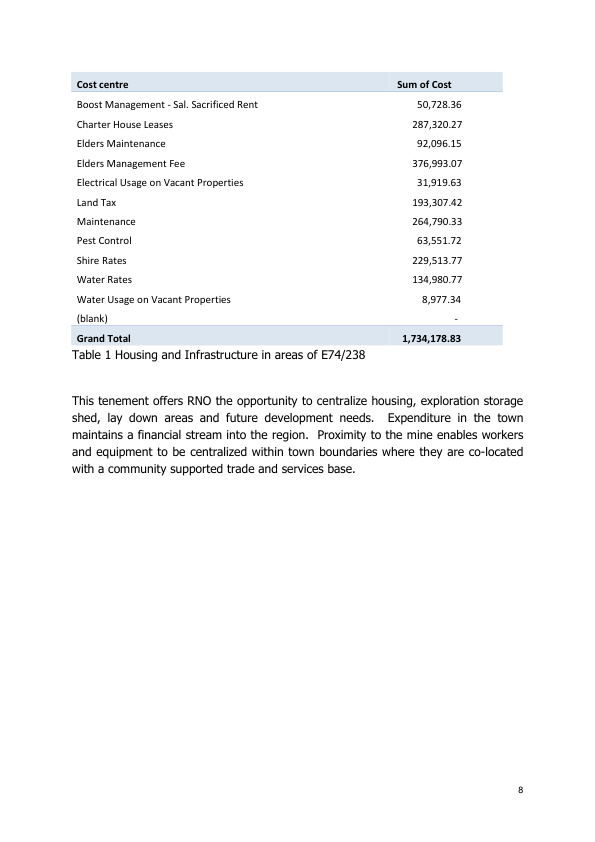 Cost centre Sum of Cost
Boost Management - Sal. Sacrificed Rent 50,728.36
Charter House Leases 287,320.27
Elders Maintenance 92,096.15
Elders Management Fee 376,993.07
Electrical Usage on Vacant Properties 31,919.63
Land Tax 193,307.42
Maintenance 264,790.33
Pest Control 63,551.72
Shire Rates 229,513.77
Water Rates 134,980.77
Water Usage on Vacant Properties 8,977.34
(blank) -
Grand Total 1,734,178.83
Table 1 Housing and Infrastructure in areas of E74/238
This tenement offers RNO the opportunity to centralize housing, exploration storage
shed, lay down areas and future development needs. Expenditure in the town
maintains a financial stream into the region. Proximity to the mine enables workers
and equipment to be centralized within town boundaries where they are co-located
with a community supported trade and services base.
8